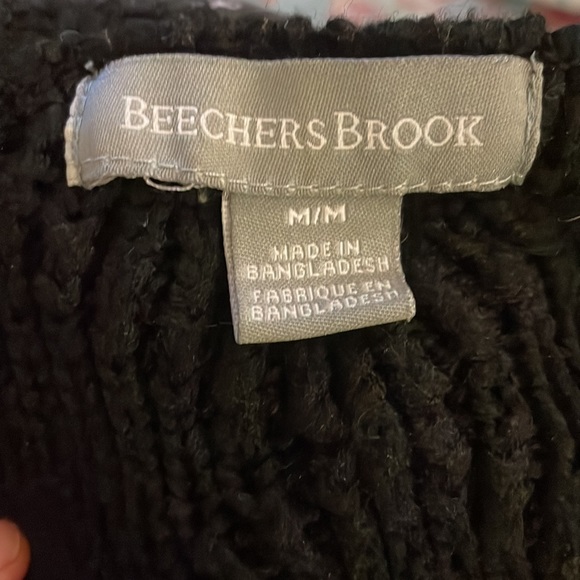 BEECHERS BROOK
M/M
MADE IN
BANGLADESH
FABRIQUE EN
BANGLADESH